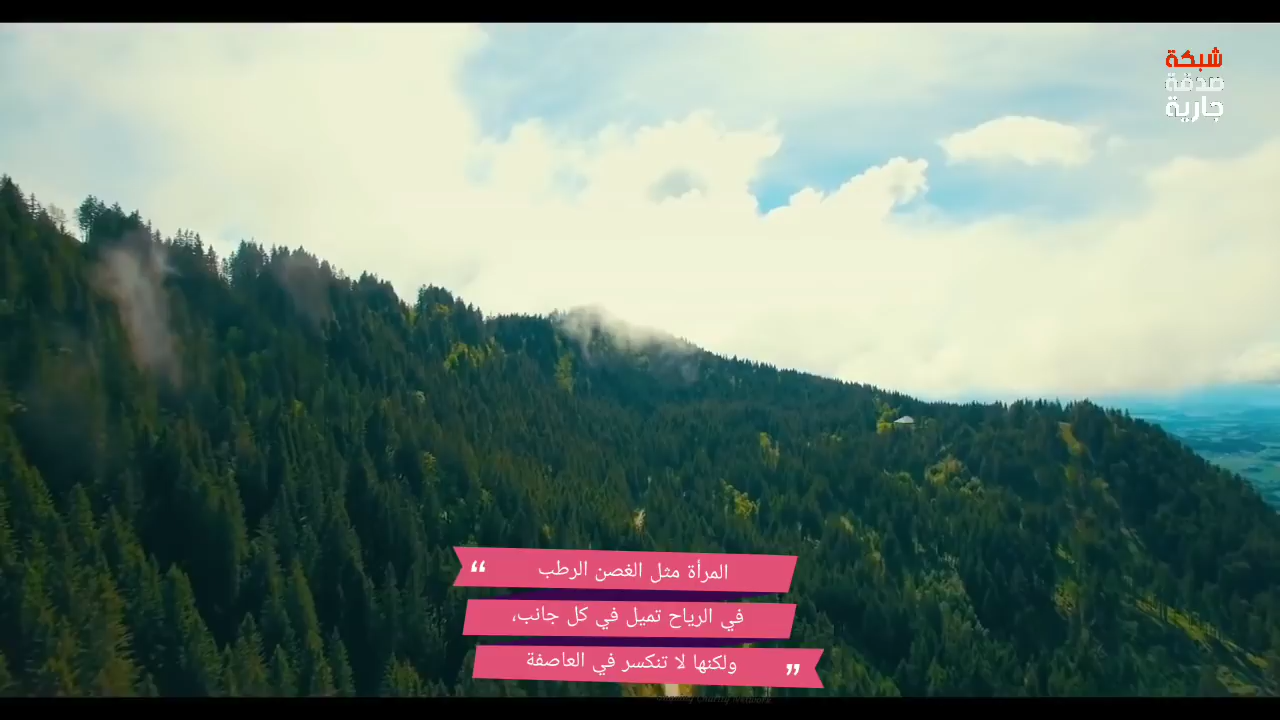 شبكة
صدقة
جارية
المرأة مثل الغصن الرطب
في الرياح تميل في كل جانب،
ولكنها لا تنكسر في العاصفة